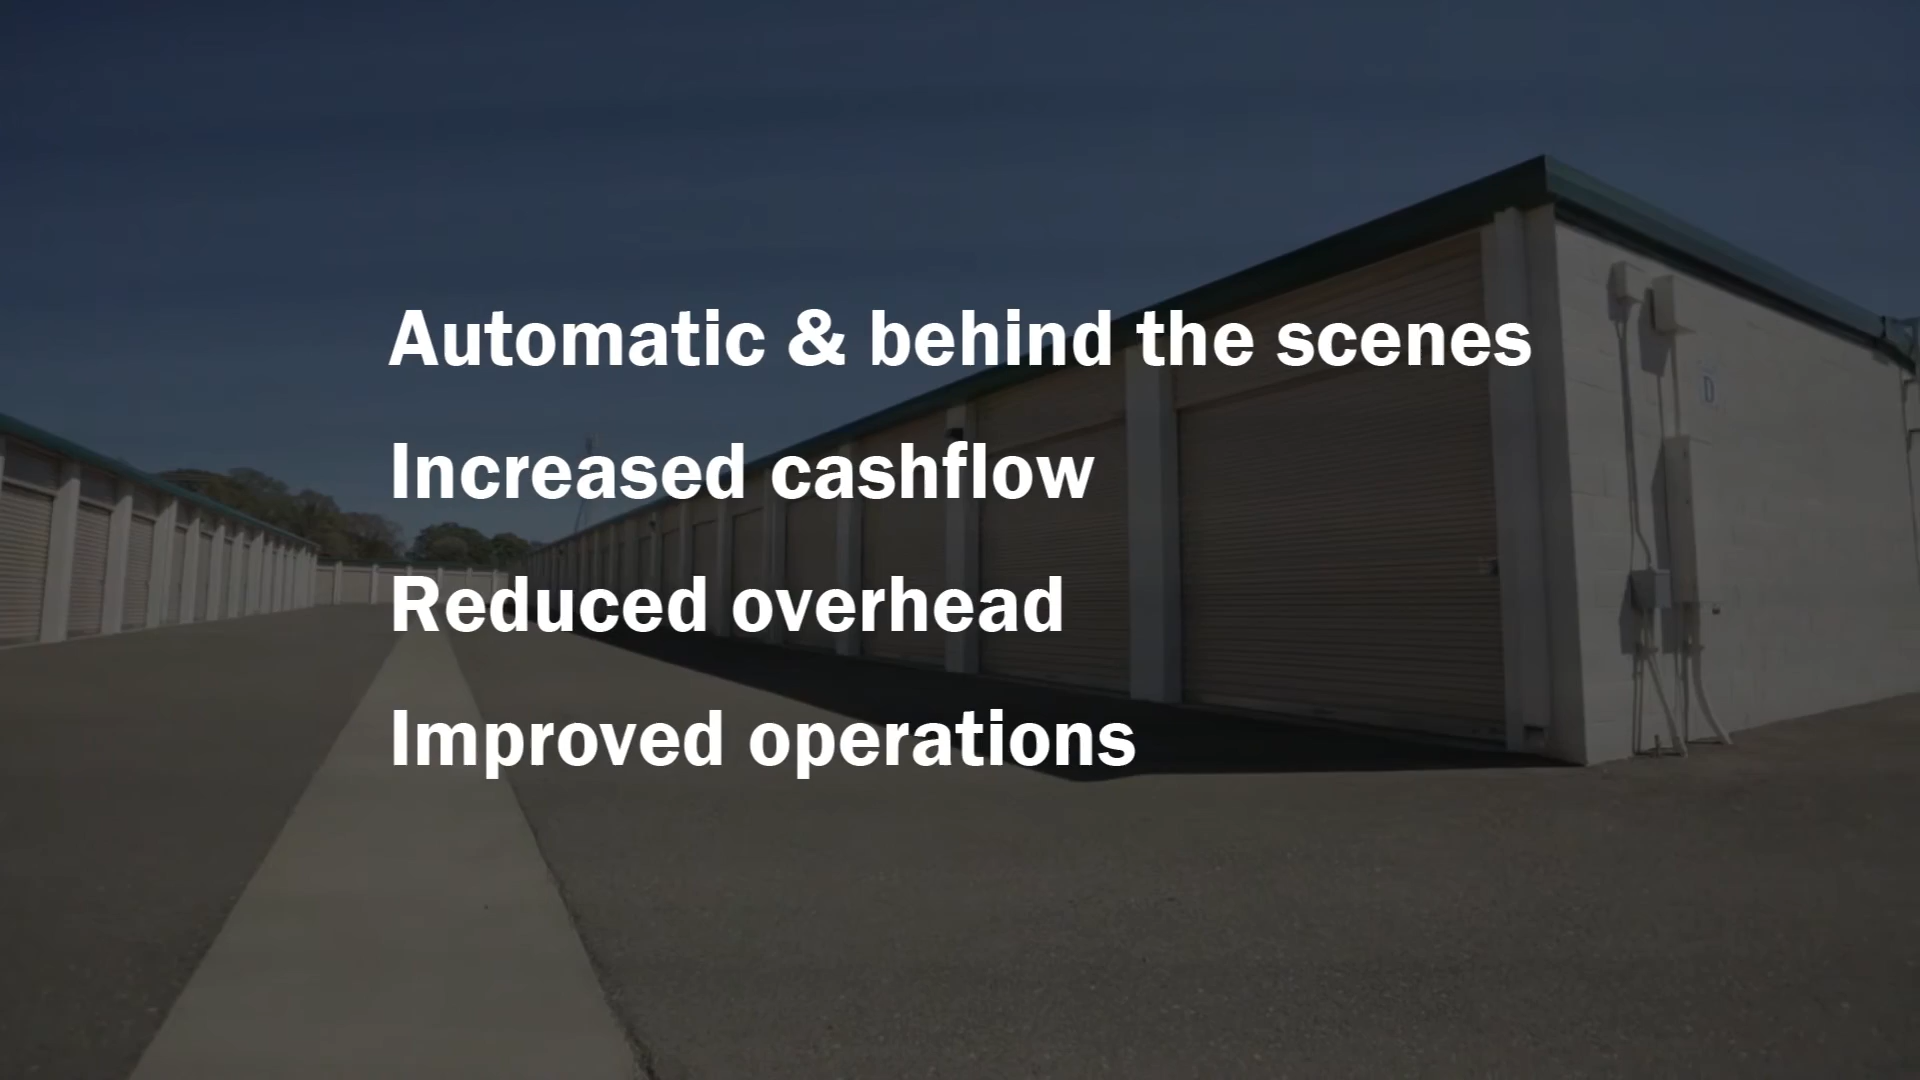 Automatic & behind the scenes
Increased cashflow
Reduced overhead
Improved operations
D